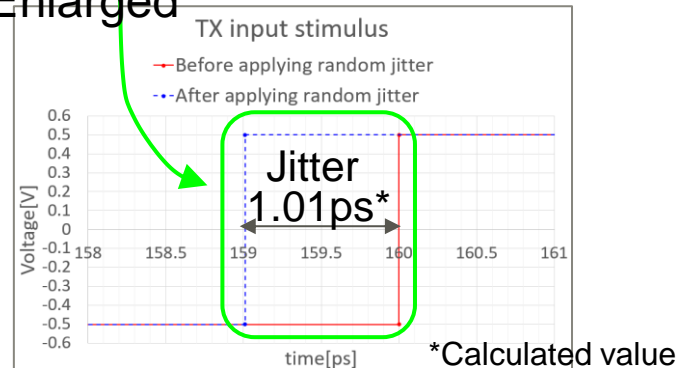 Enlarged
TX input stimulus
Before applying random jitter
After applying random jitter
0.6
0.5
0.4
0.3
0.2
0.1
0
-0.1
-0.2
-0.3
-0.4
-0.5
-0.6
Voltage[V]
Jitter
1.01ps*
158 158.5 159 159.5 160 160.5 161
time[ps]
*Calculated value